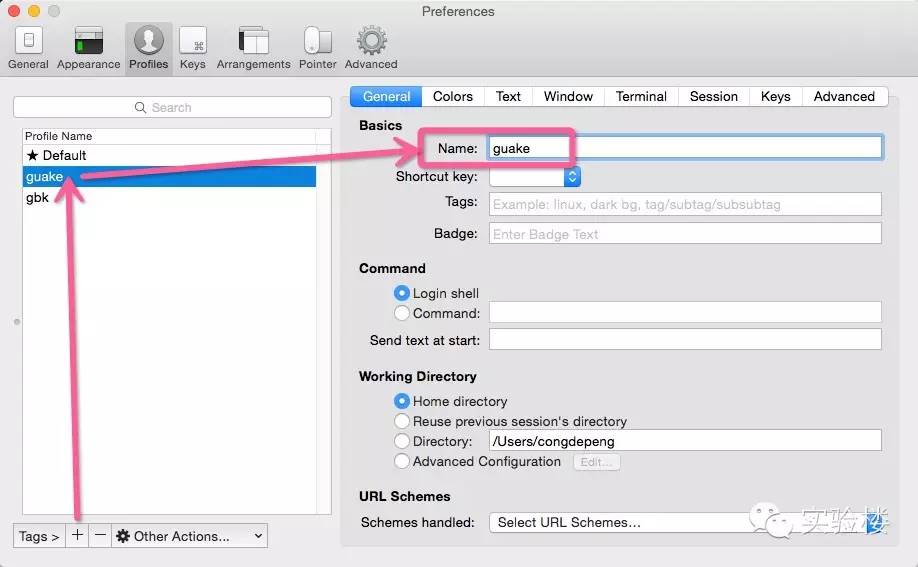 Preferences
General Appearance Profiles Keys Arrangements Pointer Advanced
Search
Profile Name
★ Default
guake
gbk
Tags > + − Other Actions...
General Colors Text Window Terminal Session Keys Advanced
Basics
Name: guake
Shortcut key:
Tags: Example: linux, dark bg, tag/subtag/subsubtag
Badge: Enter Badge Text
Command
Login shell
Command:
Send text at start:
Working Directory
Home directory
Reuse previous session's directory
Directory: /Users/congdepeng
Advanced Configuration Edit...
URL Schemes
Schemes handled: Select URL Schemes...
实验楼